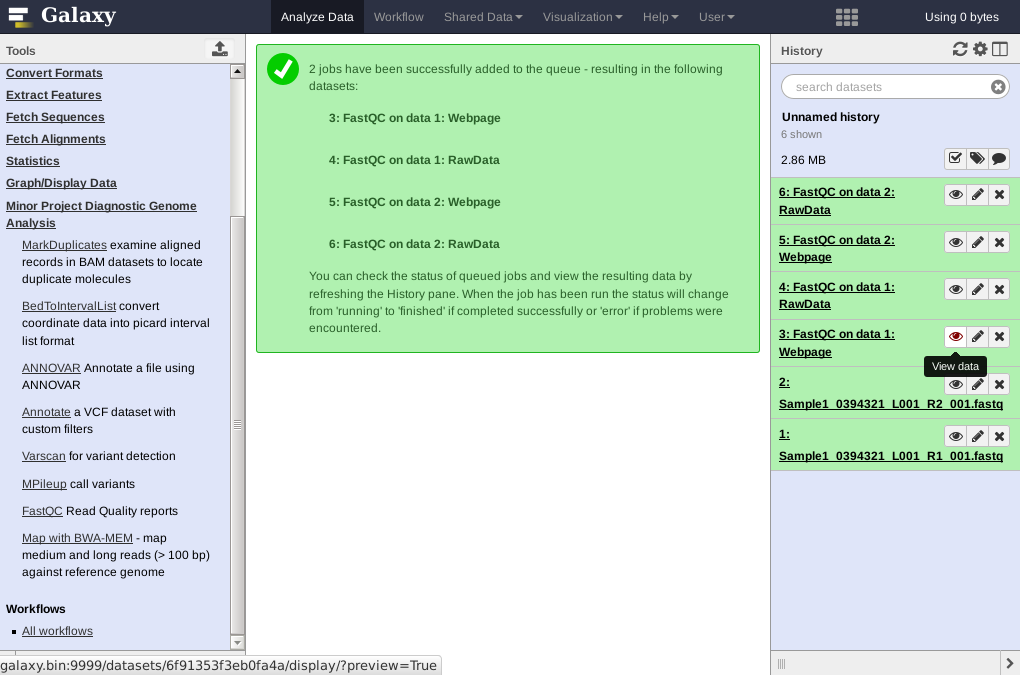 Galaxy
Analyze Data
Workflow
Shared Data
Visualization
Help
User
Using 0 bytes
Tools
Convert Formats
Extract Features
Fetch Sequences
Fetch Alignments
Statistics
Graph/Display Data
Minor Project Diagnostic Genome
Analysis
MarkDuplicates examine aligned
records in BAM datasets to locate
duplicate molecules
BedToIntervalList convert
coordinate data into picard interval
list format
ANNOVAR Annotate a file using
ANNOVAR
Annotate a VCF dataset with
custom filters
Varscan for variant detection
MPileup call variants
FastQC Read Quality reports
Map with BWA-MEM - map
medium and long reads (> 100 bp)
against reference genome
Workflows
All workflows
galaxy.bin:9999/datasets/6f91353f3eb0fa4a/display/?preview=True
2 jobs have been successfully added to the queue - resulting in the following
datasets:
3: FastQC on data 1: Webpage
4: FastQC on data 1: RawData
5: FastQC on data 2: Webpage
6: FastQC on data 2: RawData
You can check the status of queued jobs and view the resulting data by
refreshing the History pane. When the job has been run the status will change
from 'running' to 'finished' if completed successfully or 'error' if problems were
encountered.
History
search datasets
Unnamed history
6 shown
2.86 MB
6: FastQC on data 2:
RawData
5: FastQC on data 2:
Webpage
4: FastQC on data 1:
RawData
3: FastQC on data 1:
Webpage
View data
2:
Sample1_0394321_L001_R2_001.fastq
1:
Sample1_0394321_L001_R1_001.fastq